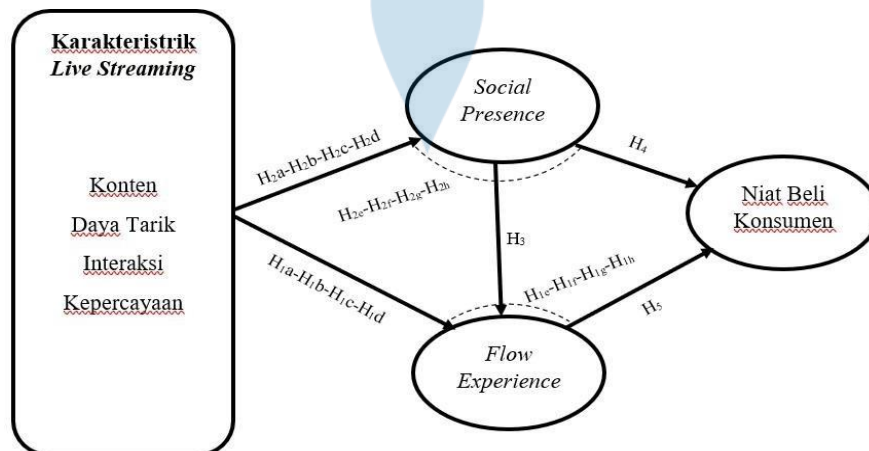 Karakteristrik
Live Streaming
Konten
Daya Tarik
Interaksi
Kepercayaan
H₂a-H₂b-H₂c-H₂d
H₁a-H₁b-H₁c-H₁d
Social
Presence
H₂ₑ-H₂f-H₂g-H₂ₕ
H₃
H₁ₑ-H₁f-H₁g-H₁ₕ
Flow
Experience
H₄
H₅
Niat Beli
Konsumen